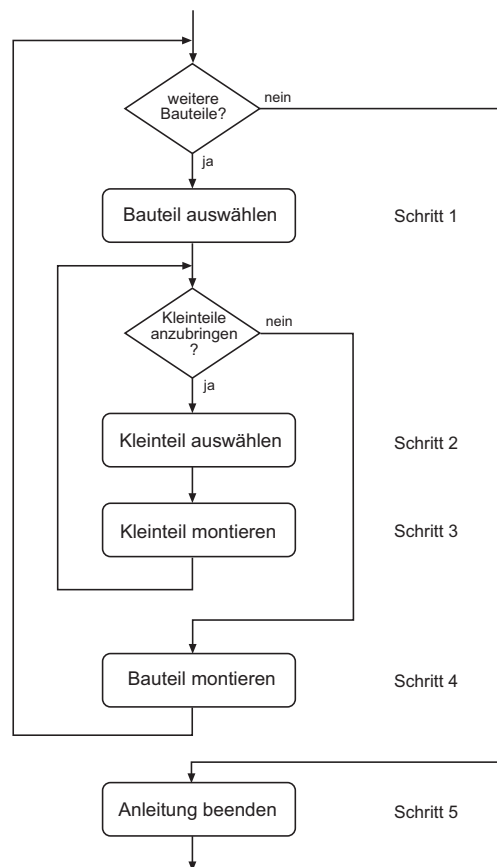 weitere
Bauteile?
nein
ja
Bauteil auswählen
Schritt 1
Kleinteile
anzubringen
?
nein
ja
Kleinteil auswählen
Schritt 2
Kleinteil montieren
Schritt 3
Bauteil montieren
Schritt 4
Anleitung beenden
Schritt 5